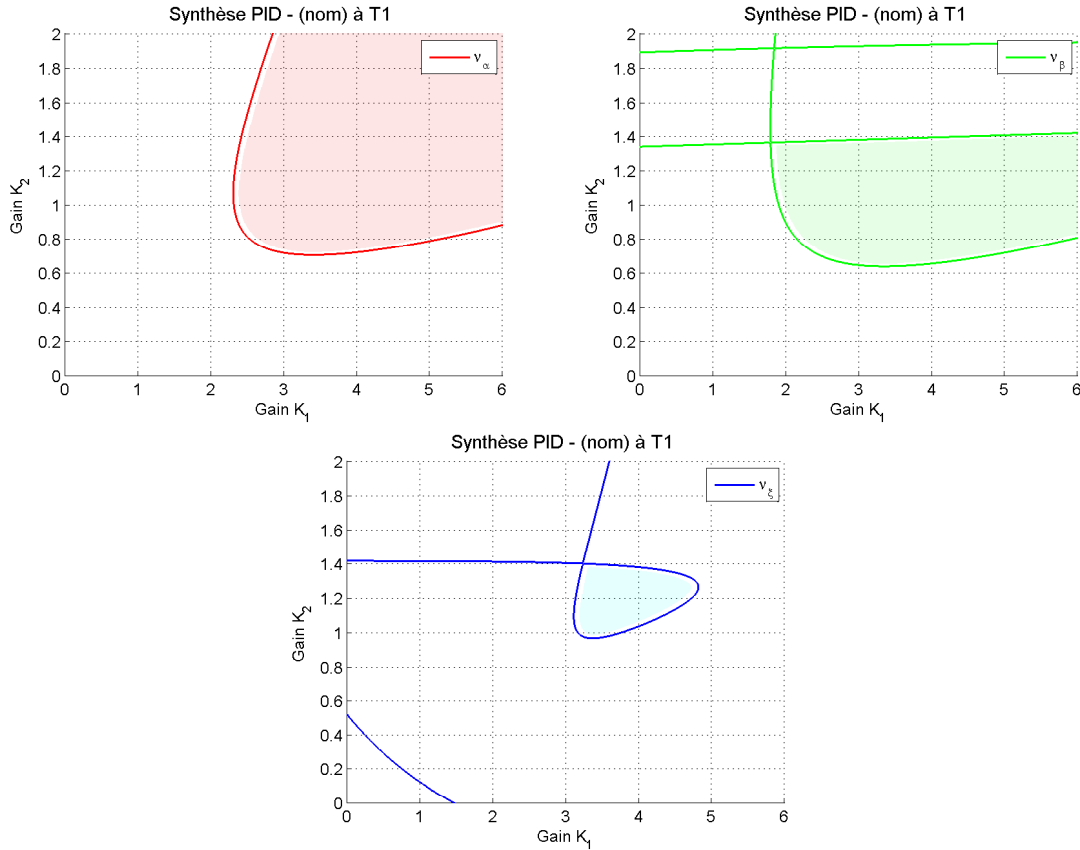 Synthèse PID - (nom) à T1
ν_α
Gain K_2
2
1.8
1.6
1.4
1.2
1
0.8
0.6
0.4
0.2
0
0 1 2 3 4 5 6
Gain K_1
Synthèse PID - (nom) à T1
ν_β
Gain K_2
2
1.8
1.6
1.4
1.2
1
0.8
0.6
0.4
0.2
0
0 1 2 3 4 5 6
Gain K_1
Synthèse PID - (nom) à T1
ν_ξ
Gain K_2
2
1.8
1.6
1.4
1.2
1
0.8
0.6
0.4
0.2
0
0 1 2 3 4 5 6
Gain K_1